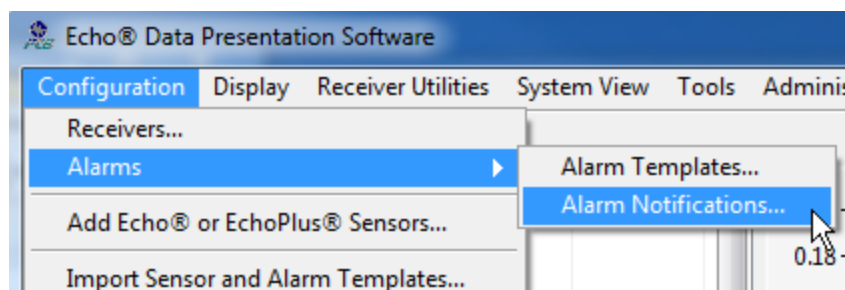 Echo® Data Presentation Software
Configuration Display Receiver Utilities System View Tools
Receivers...
Alarms
Alarm Templates...
Alarm Notifications...
Add Echo® or EchoPlus® Sensors...
0.18
Import Sensor and Alarm Templates...